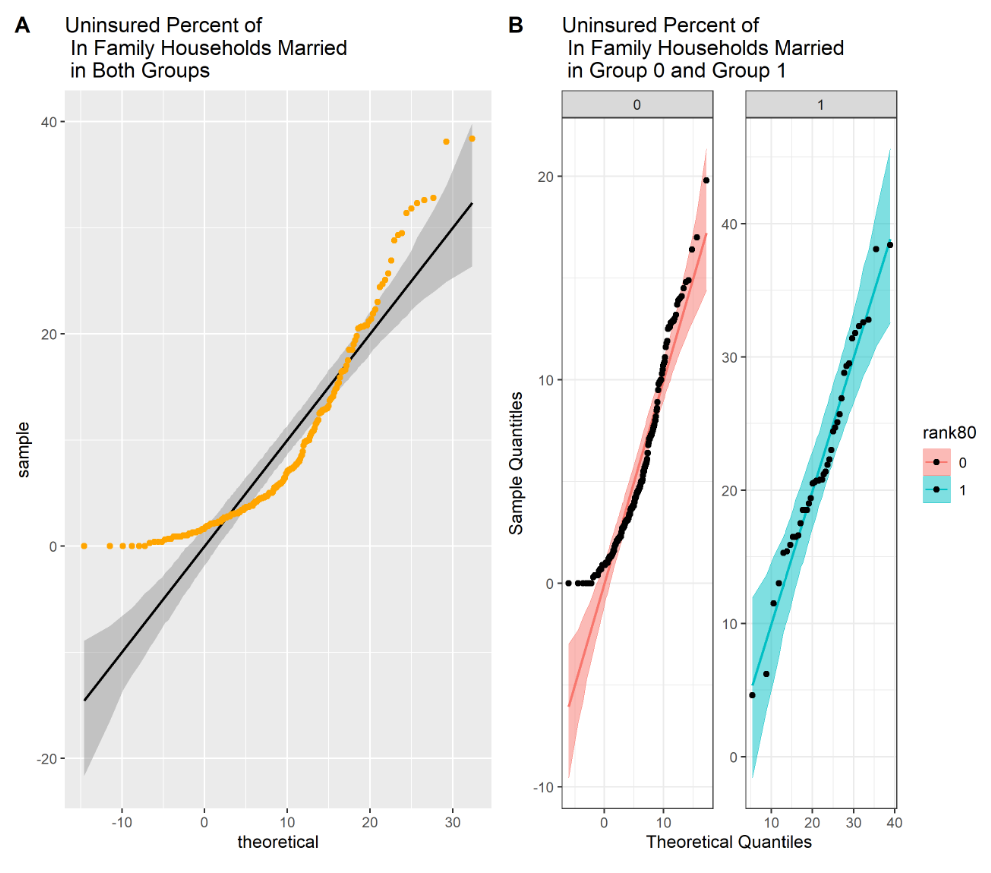 A
Uninsured Percent of
In Family Households Married
in Both Groups
40
20
0
-20
-10
0
10
20
30
sample
theoretical
B
Uninsured Percent of
In Family Households Married
in Group 0 and Group 1
0
1
20
10
0
-10
40
30
20
10
0
0
10
10
20
30
40
Sample Quantitles
Theoretical Quantiles
rank80
0
1